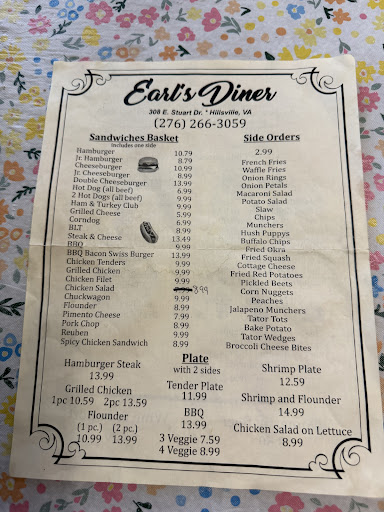 Earl's Diner
308 E. Stuart Dr. * Hillsville, VA
(276) 266-3059
Sandwiches Basket
Includes one side
Hamburger 10.79
Jr. Hamburger 8.79
Cheeseburger 10.99
Jr. Cheeseburger 8.99
Double Cheeseburger 13.99
Hot Dog (all beef) 6.99
2 Hot Dogs (all beef) 9.99
Ham & Turkey Club 9.99
Grilled Cheese 5.99
Corndog 6.99
BLT 8.99
Steak & Cheese 13.49
BBQ 9.99
BBQ Bacon Swiss Burger 13.99
Chicken Tenders 9.99
Grilled Chicken 9.99
Chicken Filet 9.99
Chicken Salad 899
Chuckwagon 9.99
Flounder 8.99
Pimento Cheese 7.99
Pork Chop 8.99
Reuben 9.99
Spicy Chicken Sandwich 8.99
Side Orders
2.99
French Fries
Waffle Fries
Onion Rings
Onion Petals
Macaroni Salad
Potato Salad
Slaw
Chips
Munchers
Hush Puppys
Buffalo Chips
Fried Okra
Fried Squash
Cottage Cheese
Fried Red Potatoes
Pickled Beets
Corn Nuggets
Peaches
Jalapeno Munchers
Tator Tots
Bake Potato
Tator Wedges
Broccoli Cheese Bites
Plate
with 2 sides
Hamburger Steak
13.99
Grilled Chicken
1pc 10.59 2pc 13.59
Flounder
(1 pc.) (2 pc.)
10.99 13.99
Tender Plate
11.99
BBQ
13.99
3 Veggie 7.59
4 Veggie 8.99
Shrimp Plate
12.59
Shrimp and Flounder
14.99
Chicken Salad on Lettuce
8.99